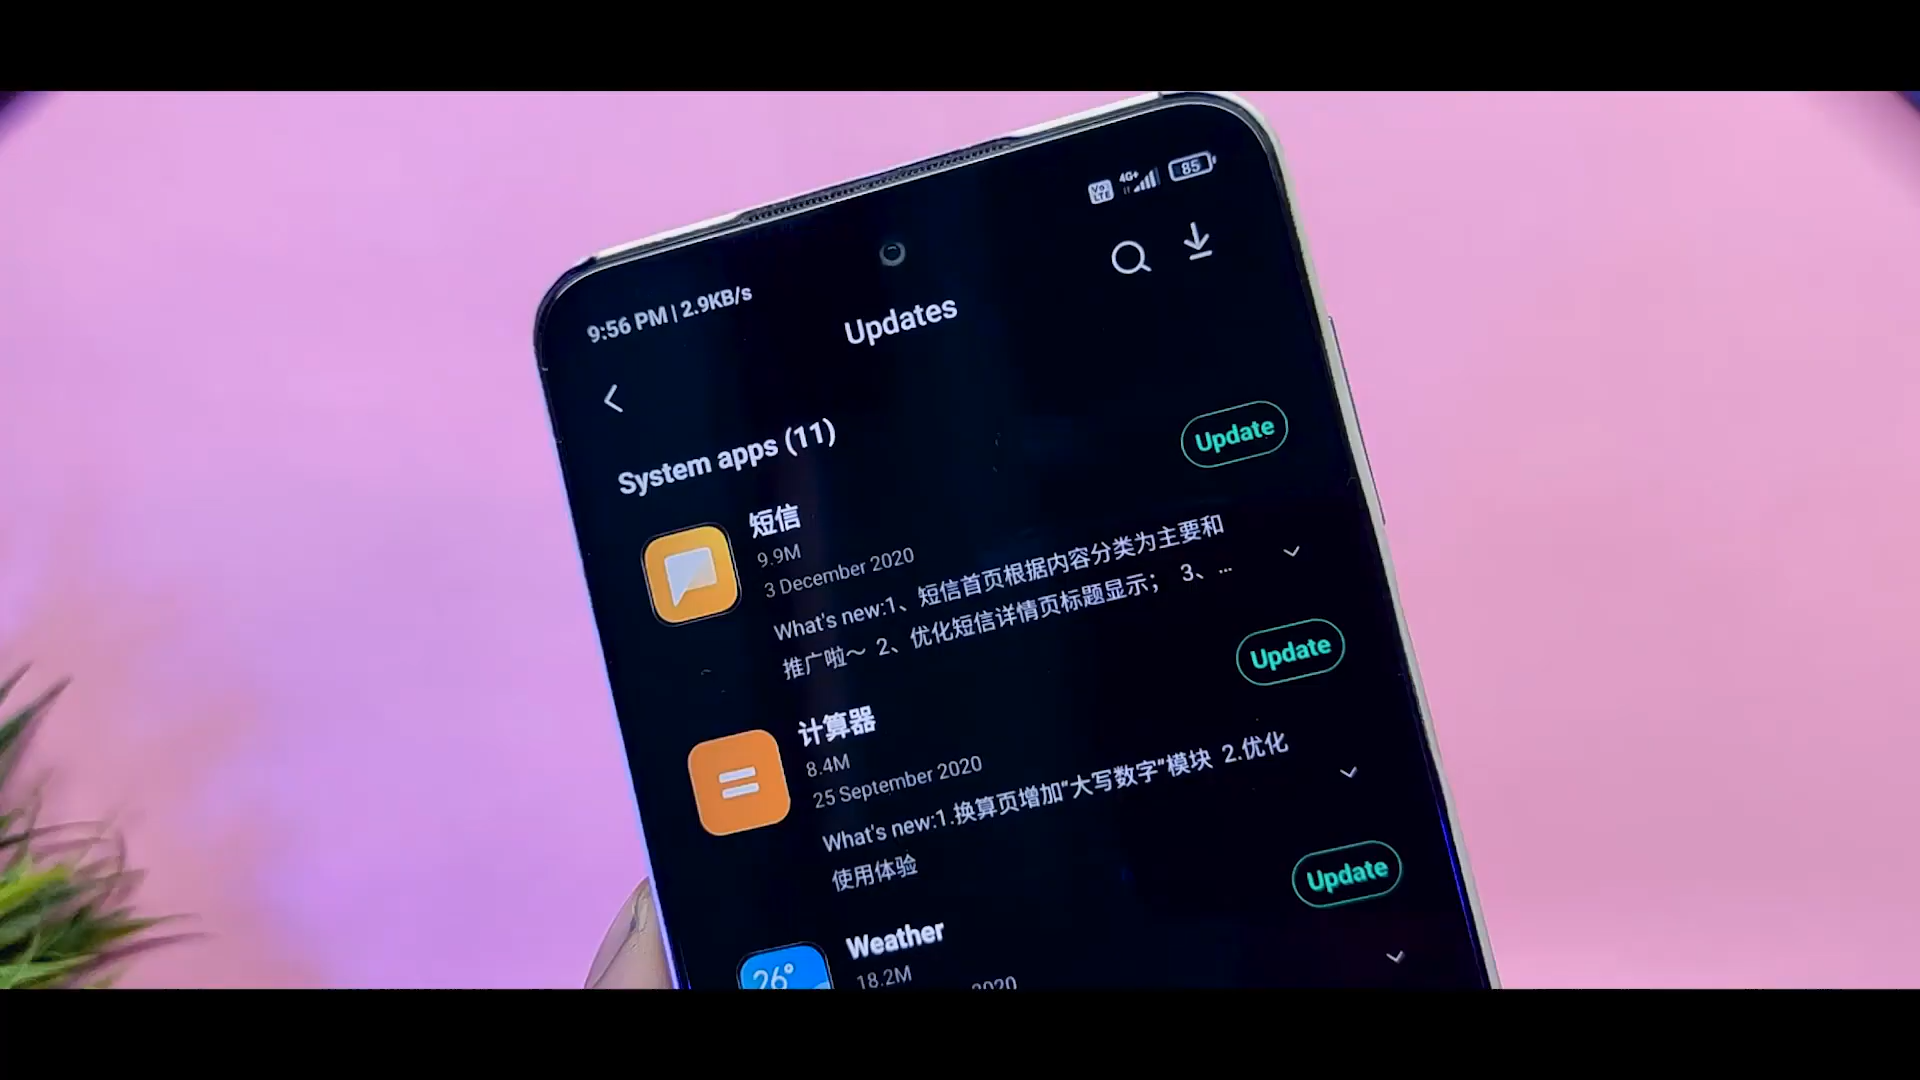 9:56 PM | 2.9KB/s
Vo LTE 4G+ 85
Updates
System apps (11)
短信
9.9M
3 December 2020
Update
What's new:1、短信首页根据内容分类为主要和
推广啦～ 2、优化短信详情页标题显示； 3、...
计算器
8.4M
25 September 2020
Update
What's new:1.换算页增加“大写数字“模块 2.优化
使用体验
26°
Weather
18.2M
2020
Update